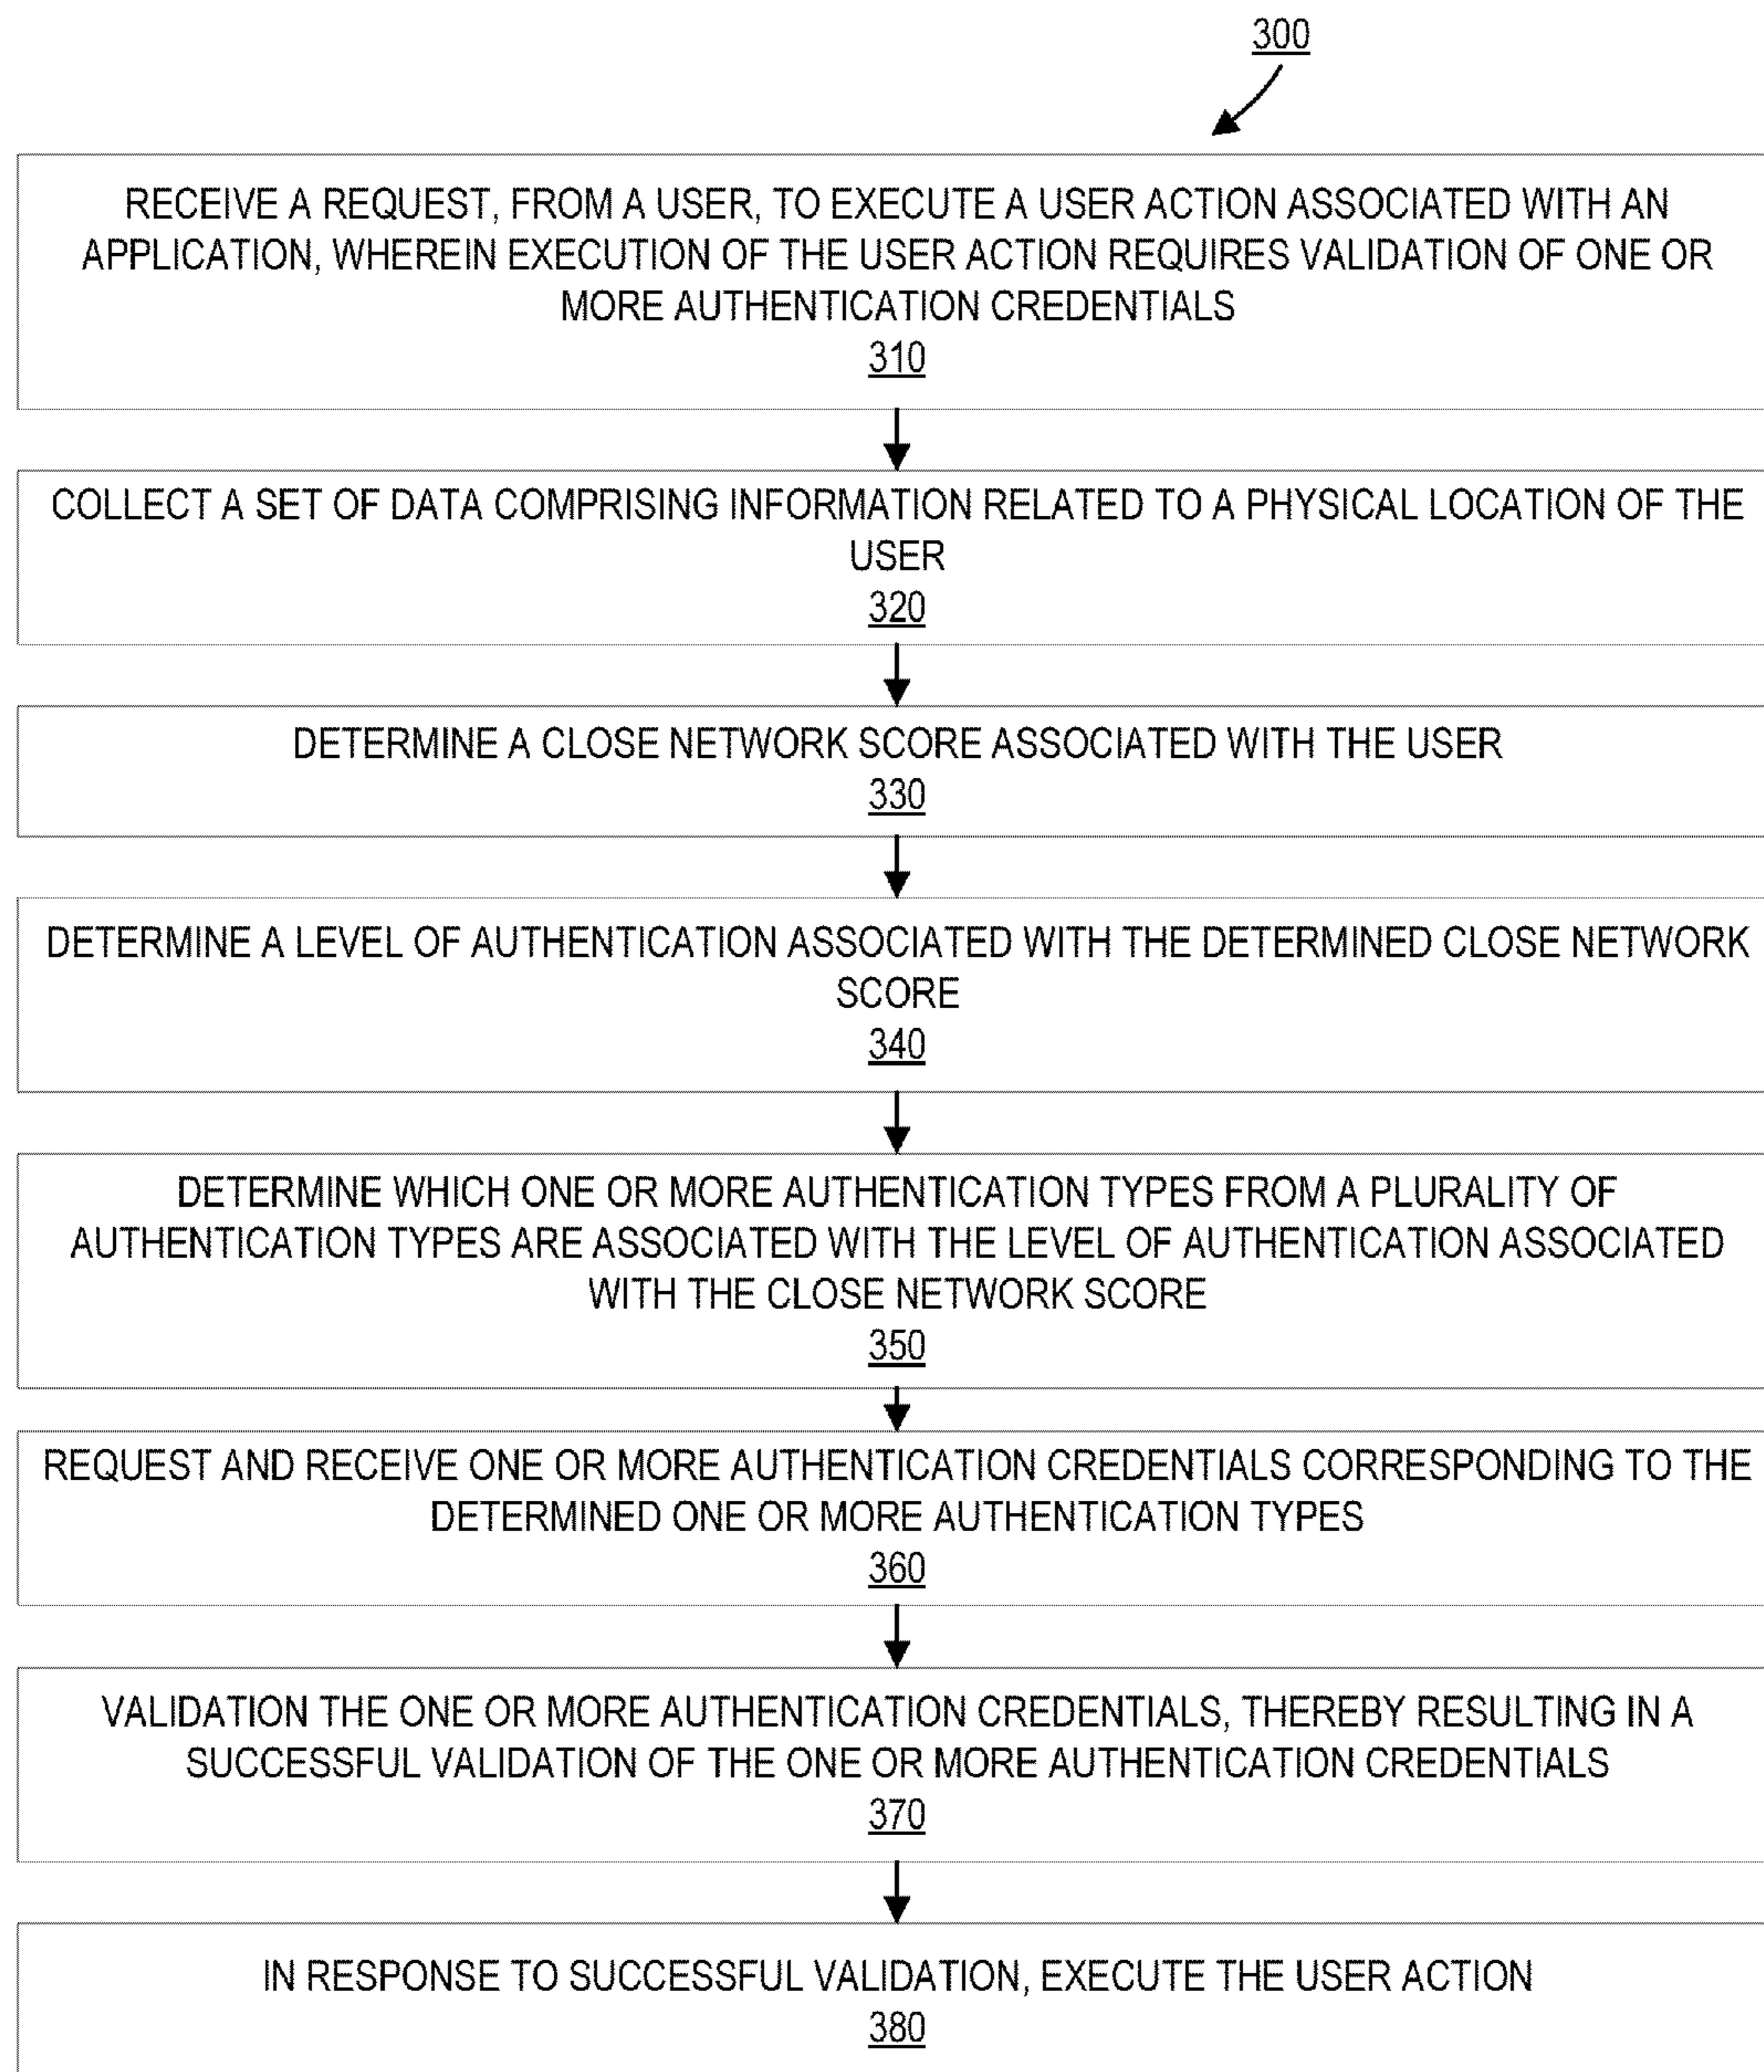 300
RECEIVE A REQUEST, FROM A USER, TO EXECUTE A USER ACTION ASSOCIATED WITH AN
APPLICATION, WHEREIN EXECUTION OF THE USER ACTION REQUIRES VALIDATION OF ONE OR
MORE AUTHENTICATION CREDENTIALS
310
COLLECT A SET OF DATA COMPRISING INFORMATION RELATED TO A PHYSICAL LOCATION OF THE
USER
320
DETERMINE A CLOSE NETWORK SCORE ASSOCIATED WITH THE USER
330
DETERMINE A LEVEL OF AUTHENTICATION ASSOCIATED WITH THE DETERMINED CLOSE NETWORK
SCORE
340
DETERMINE WHICH ONE OR MORE AUTHENTICATION TYPES FROM A PLURALITY OF
AUTHENTICATION TYPES ARE ASSOCIATED WITH THE LEVEL OF AUTHENTICATION ASSOCIATED
WITH THE CLOSE NETWORK SCORE
350
REQUEST AND RECEIVE ONE OR MORE AUTHENTICATION CREDENTIALS CORRESPONDING TO THE
DETERMINED ONE OR MORE AUTHENTICATION TYPES
360
VALIDATION THE ONE OR MORE AUTHENTICATION CREDENTIALS, THEREBY RESULTING IN A
SUCCESSFUL VALIDATION OF THE ONE OR MORE AUTHENTICATION CREDENTIALS
370
IN RESPONSE TO SUCCESSFUL VALIDATION, EXECUTE THE USER ACTION
380